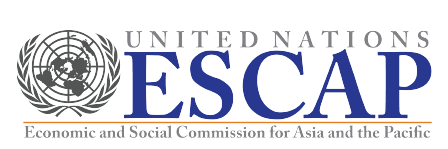 UNITED NATIONS
ESCAP
Economic and Social Commission for Asia and the Pacific